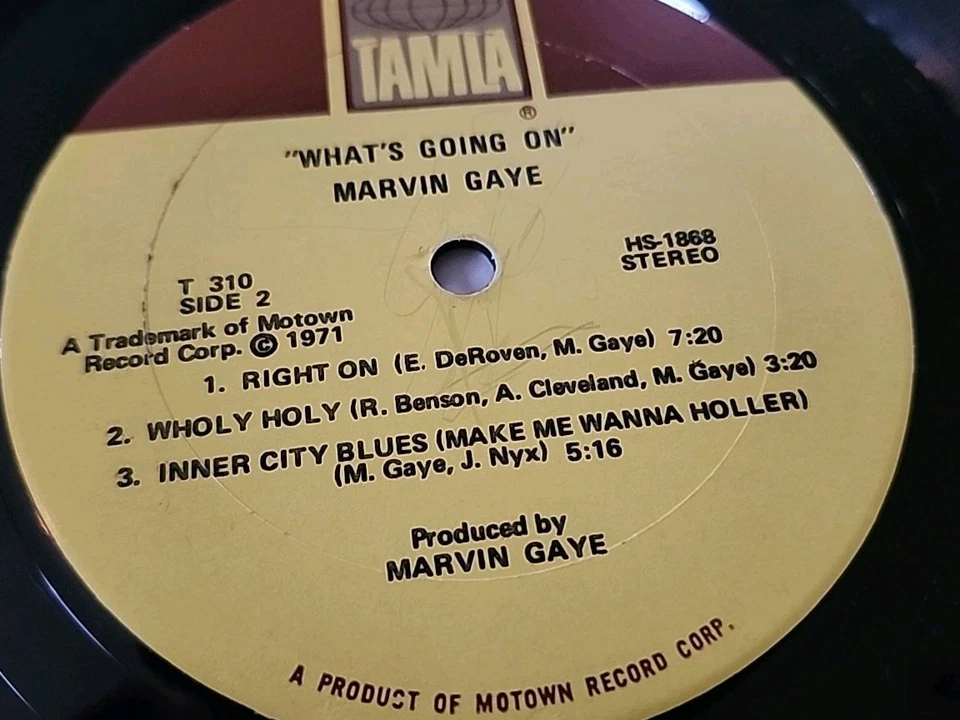 TAMLA
®
"WHAT'S GOING ON"
MARVIN GAYE
HS-1868
STEREO
T 310
SIDE 2
A Trademark of Motown
Record Corp. © 1971
1. RIGHT ON (E. DeRoven, M. Gaye) 7:20
2. WHOLY HOLY (R. Benson, A. Cleveland, M. Gaye) 3:20
3. INNER CITY BLUES (MAKE ME WANNA HOLLER)
(M. Gaye, J. Nyx) 5:16
Produced by
MARVIN GAYE
A PRODUCT OF MOTOWN RECORD CORP.